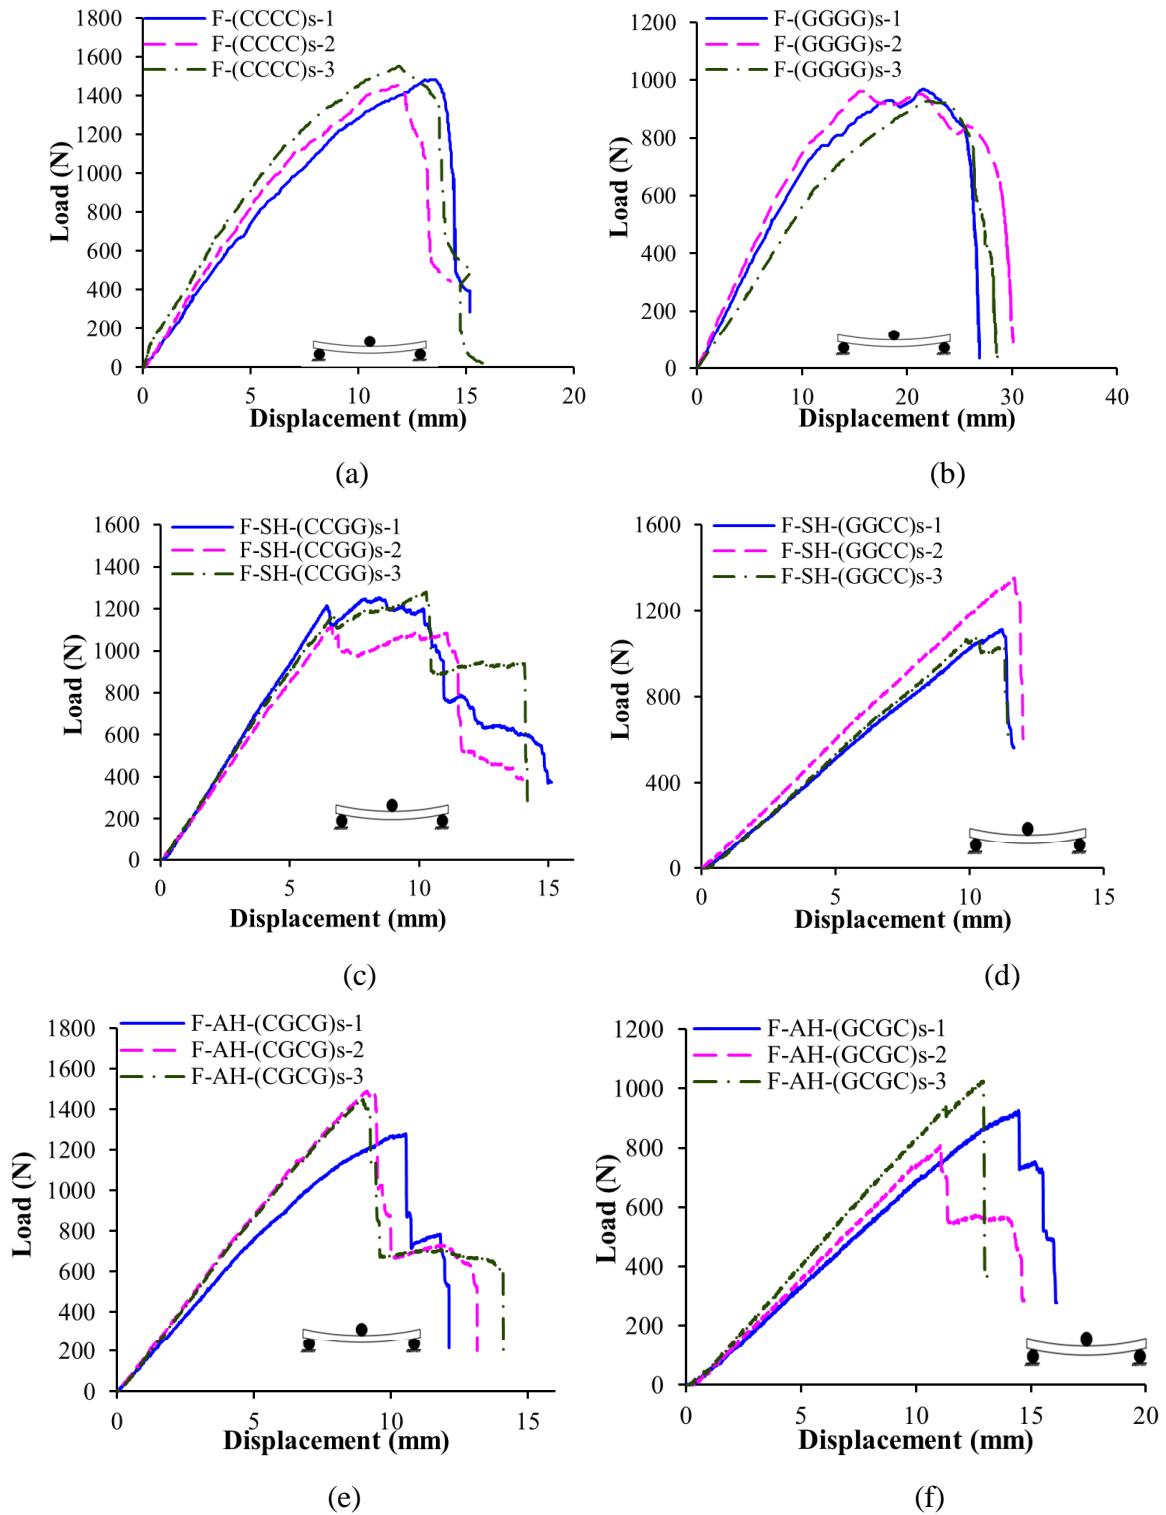 1800
1600
1400
1200
1000
800
600
400
200
0
Load (N)
F-(CCCC)s-1
F-(CCCC)s-2
F-(CCCC)s-3
0 5 10 15 20
Displacement (mm)
(a)
1200
1000
800
600
400
200
0
Load (N)
F-(GGGG)s-1
F-(GGGG)s-2
F-(GGGG)s-3
0 10 20 30 40
Displacement (mm)
(b)
1600
1400
1200
1000
800
600
400
200
0
Load (N)
F-SH-(CCGG)s-1
F-SH-(CCGG)s-2
F-SH-(CCGG)s-3
0 5 10 15
Displacement (mm)
(c)
1600
1200
800
400
0
Load (N)
F-SH-(GGCC)s-1
F-SH-(GGCC)s-2
F-SH-(GGCC)s-3
0 5 10 15
Displacement (mm)
(d)
1800
1600
1400
1200
1000
800
600
400
200
0
Load (N)
F-AH-(CGCG)s-1
F-AH-(CGCG)s-2
F-AH-(CGCG)s-3
0 5 10 15
Displacement (mm)
(e)
1200
1000
800
600
400
200
0
Load (N)
F-AH-(GCGC)s-1
F-AH-(GCGC)s-2
F-AH-(GCGC)s-3
0 5 10 15 20
Displacement (mm)
(f)